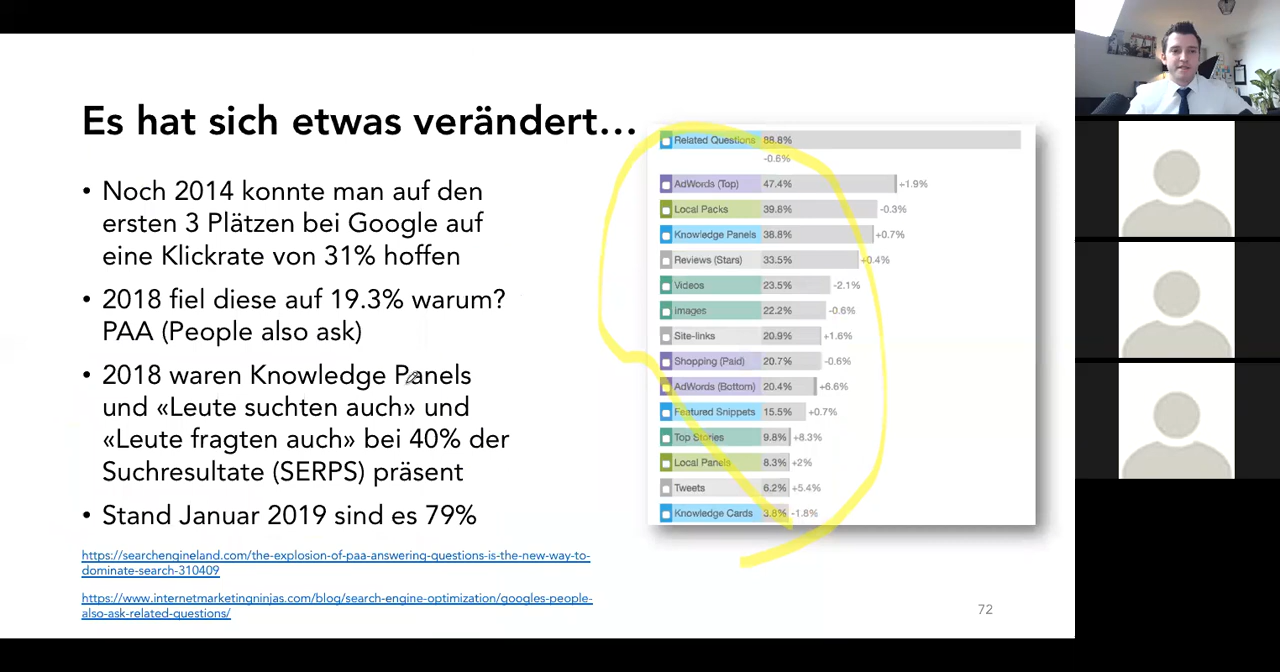 Es hat sich etwas verändert...
• Noch 2014 konnte man auf den
ersten 3 Plätzen bei Google auf
eine Klickrate von 31% hoffen
• 2018 fiel diese auf 19.3% warum?
PAA (People also ask)
• 2018 waren Knowledge Panels
und «Leute suchten auch» und
«Leute fragten auch» bei 40% der
Suchresultate (SERPS) präsent
• Stand Januar 2019 sind es 79%
https://searchengineland.com/the-explosion-of-paa-answering-questions-is-the-new-way-to-
dominate-search-310409
https://www.internetmarketingninjas.com/blog/search-engine-optimization/googles-people-
also-ask-related-questions/
Related Questions 88.8%
-0.6%
AdWords (Top) 47.4% +1.9%
Local Packs 39.8% -0.3%
Knowledge Panels 38.8% +0.7%
Reviews (Stars) 33.5% +0.4%
Videos 23.5% -2.1%
images 22.2% -0.6%
Site-links 20.9% +1.6%
Shopping (Paid) 20.7% -0.6%
AdWords (Bottom) 20.4% +6.6%
Featured Snippets 15.5% +0.7%
Top Stories 9.8% +8.3%
Local Panels 8.3% +2%
Tweets 6.2% +5.4%
Knowledge Cards 3.8% -1.8%
72